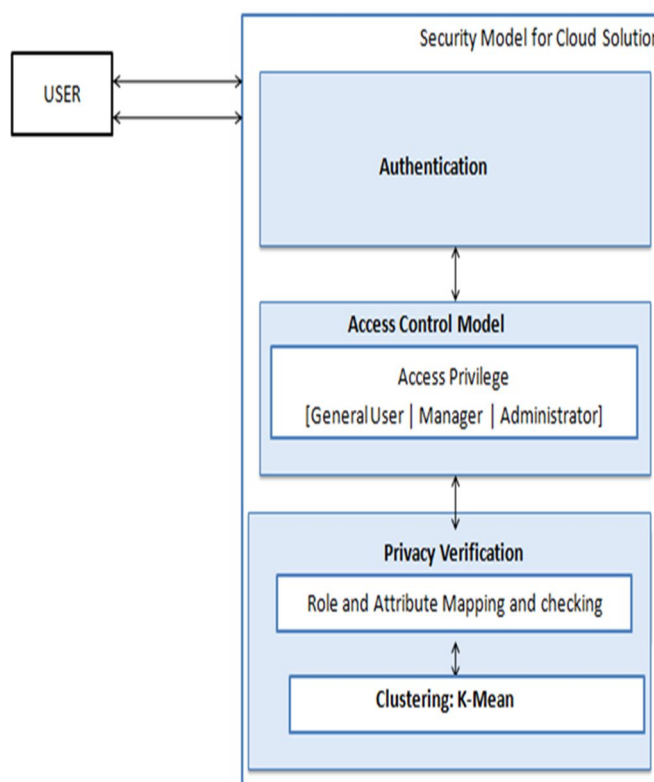 Security Model for Cloud Solution
USER
Authentication
Access Control Model
Access Privilege
[General User | Manager | Administrator]
Privacy Verification
Role and Attribute Mapping and checking
Clustering: K-Mean